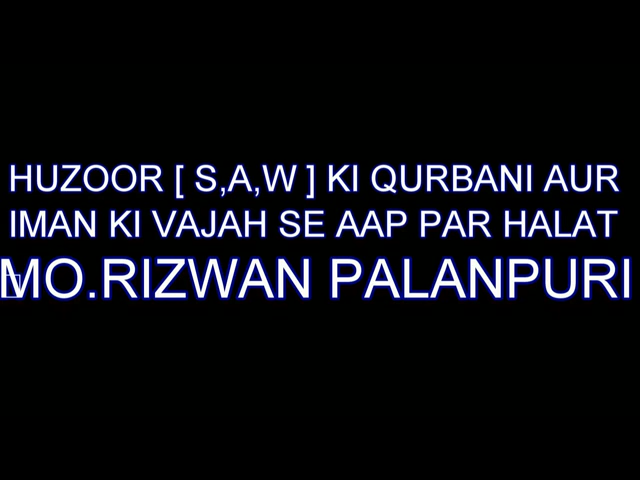 HUZOOR [ S,A,W ] KI QURBANI AUR
IMAN KI VAJAH SE AAP PAR HALAT
MO.RIZWAN PALANPURI